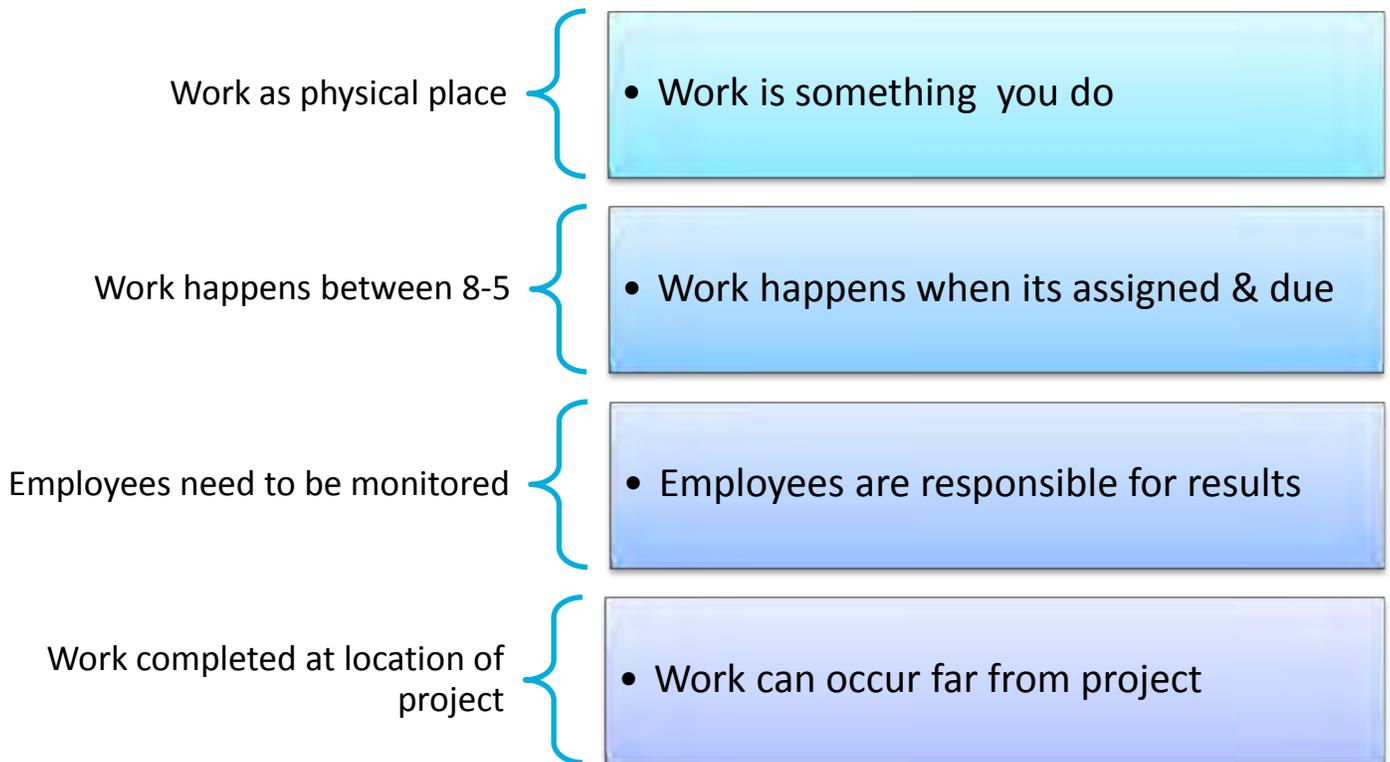 Work as physical place
• Work is something  you do
Work happens between 8-5
• Work happens when its assigned & due
Employees need to be monitored
• Employees are responsible for results
Work completed at location of
project
• Work can occur far from project